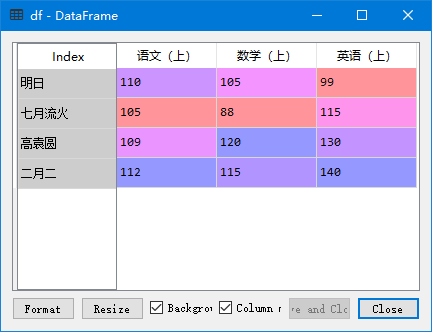 df - DataFrame
Index 语文（上） 数学（上） 英语（上）
明日 110 105 99
七月流火 105 88 115
高袁圆 109 120 130
二月二 112 115 140
Format Resize Backgrou Column ve and Clo Close